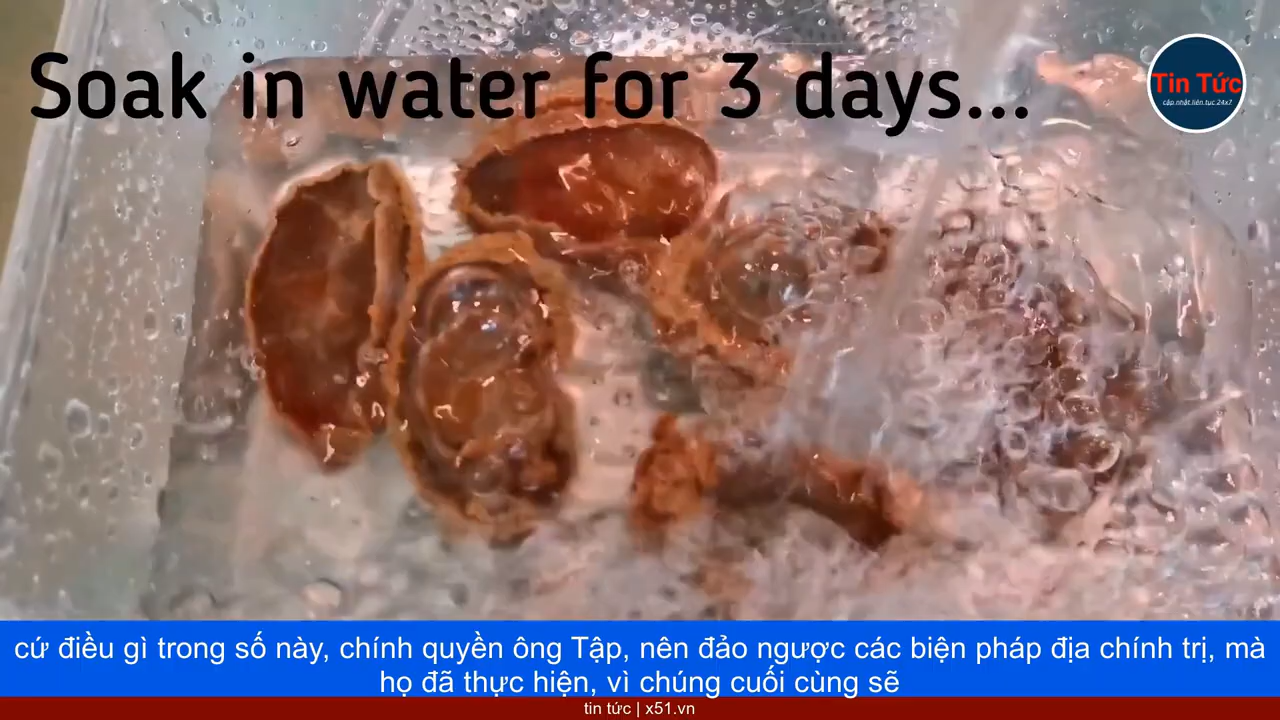 Soak in water for 3 days...
Tin Tức
cập.nhật.liên.tục.24x7
cứ điều gì trong số này, chính quyền ông Tập, nên đảo ngược các biện pháp địa chính trị, mà
họ đã thực hiện, vì chúng cuối cùng sẽ
tin tức | x51.vn